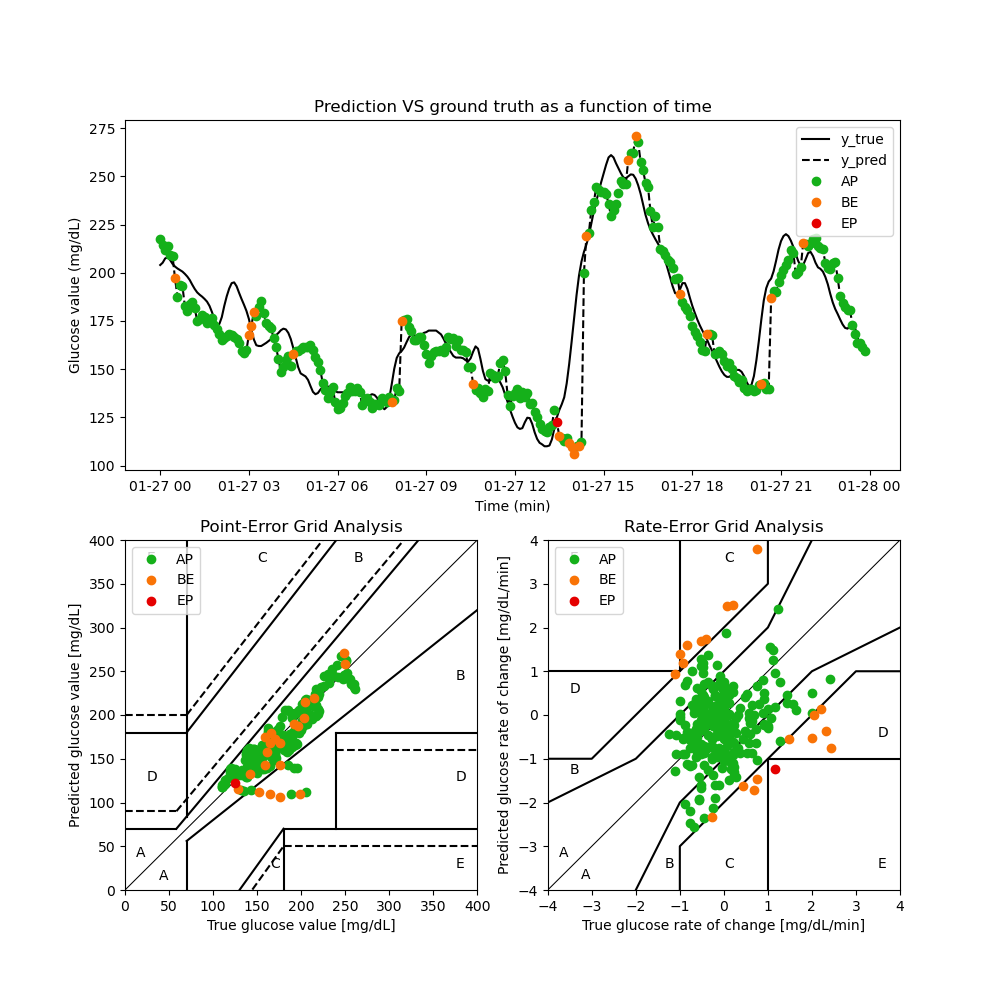 Prediction VS ground truth as a function of time
Glucose value (mg/dL)
275
250
225
200
175
150
125
100
y_true
y_pred
AP
BE
EP
01-27 00 01-27 03 01-27 06 01-27 09 01-27 12 01-27 15 01-27 18 01-27 21 01-28 00
Time (min)
Point-Error Grid Analysis
Predicted glucose value [mg/dL]
400
350
300
250
200
150
100
50
0
AP
BE
EP
C
B
B
D
D
A
A
C
E
0 50 100 150 200 250 300 350 400
True glucose value [mg/dL]
Rate-Error Grid Analysis
Predicted glucose rate of change [mg/dL/min]
4
3
2
1
0
−1
−2
−3
−4
AP
BE
EP
C
D
D
B
A
A
B
C
E
−4 −3 −2 −1 0 1 2 3 4
True glucose rate of change [mg/dL/min]